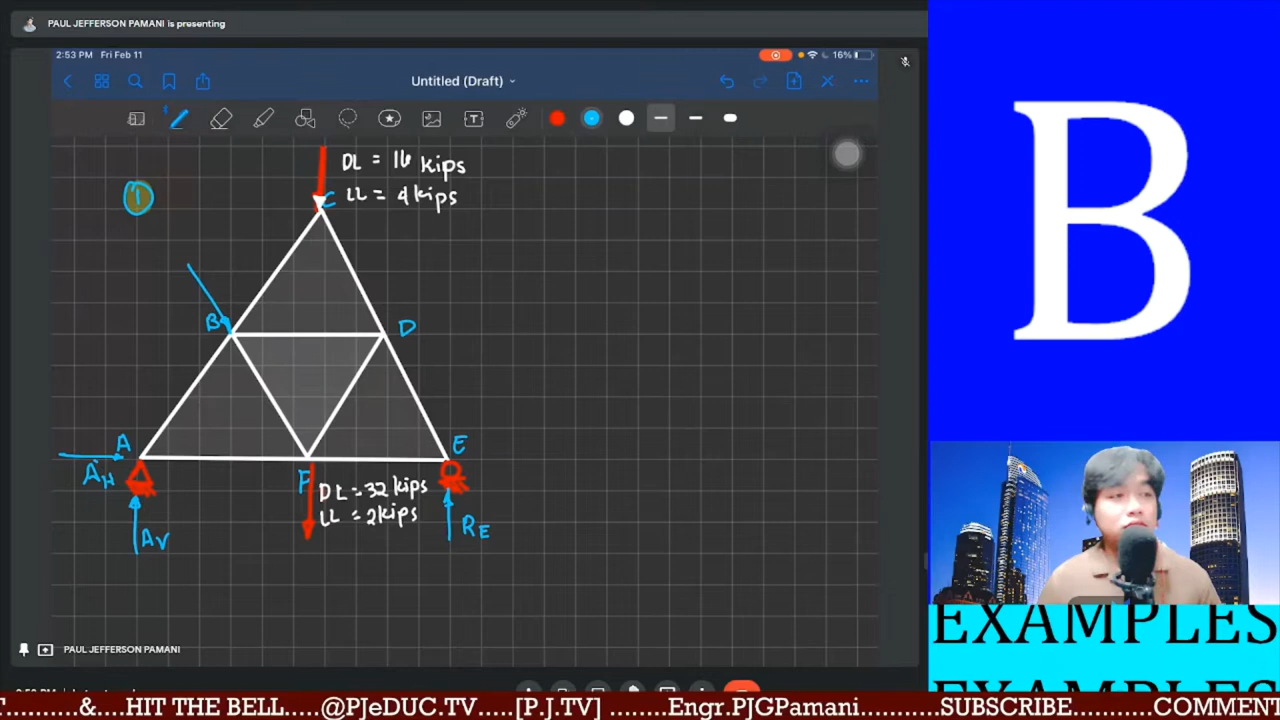 PAUL JEFFERSON PAMANI is presenting
2:53 PM Fri Feb 11
16%
Untitled (Draft)
T
1
DL = 16 kips
LL = 4 kips
C
B
D
A
E
AH
F
DL = 32 kips
LL = 2 kips
AV
RE
PAUL JEFFERSON PAMANI
B
EXAMPLES
EXAMPLES
T..........&....HIT THE BELL.....@PJeDUC.TV.....[P.J.TV] ........Engr.PJGPamani..........SUBSCRIBE..........COMMENT